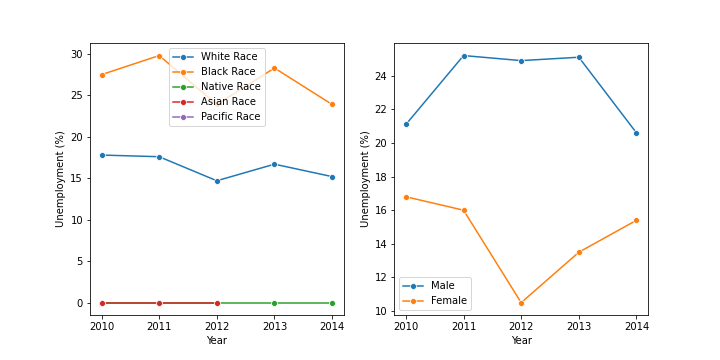 30
25
20
15
10
5
0
Unemployment (%)
White Race
Black Race
Native Race
Asian Race
Pacific Race
2010 2011 2012 2013 2014
Year
24
22
20
18
16
14
12
10
Unemployment (%)
Male
Female
2010 2011 2012 2013 2014
Year